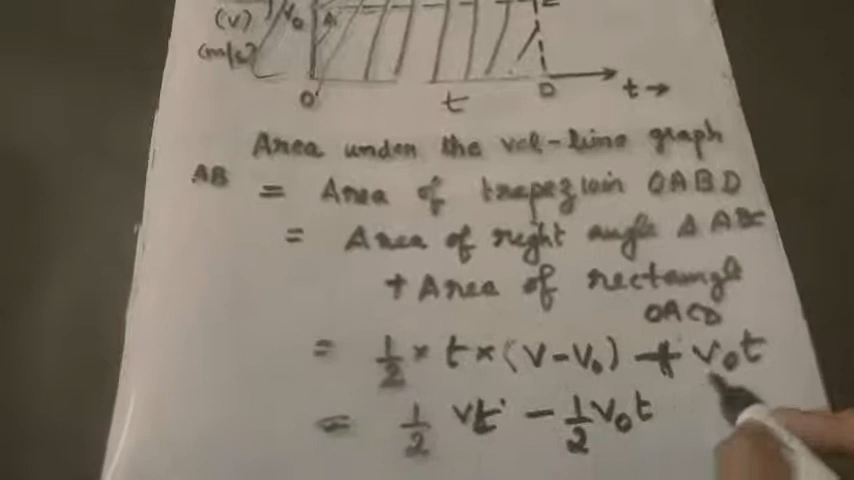 (v) V₀ A
(m/s)
O t D t →
Area under the vel-time graph
AB = Area of trapezium OABD
= Area of right angle Δ ABC
+ Area of rectangle
OACD
= 1/2 × t × (V - V₀) + V₀t
= 1/2 Vt - 1/2 V₀t